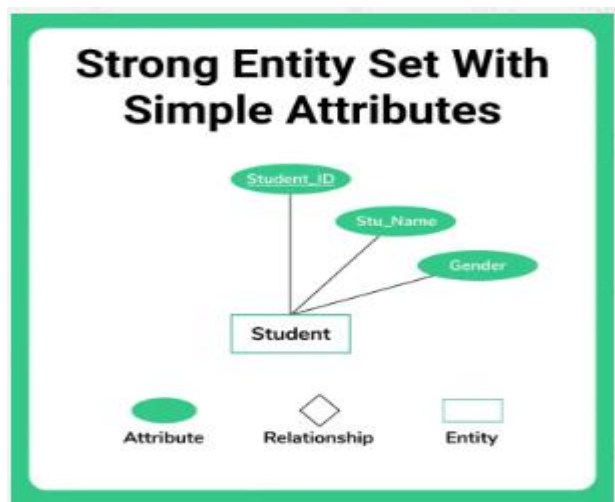 Strong Entity Set With
Simple Attributes
Student_ID
Stu_Name
Gender
Student
Attribute
Relationship
Entity